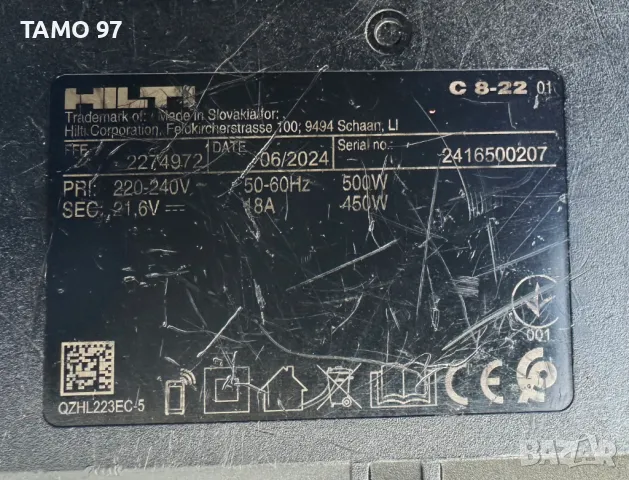 TAMO 97
HILTI
C 8-22 01
Trademark of: / Made in Slovakia for:
Hilti Corporation, Feldkircherstrasse 100; 9494 Schaan, LI
2274972 DATE 06/2024 Serial no.: 2416500207
PRI: 220-240V 50-60Hz 500W
SEC: 21,6V 18A 450W
001
QZHL223EC-5
CE
BAZAR